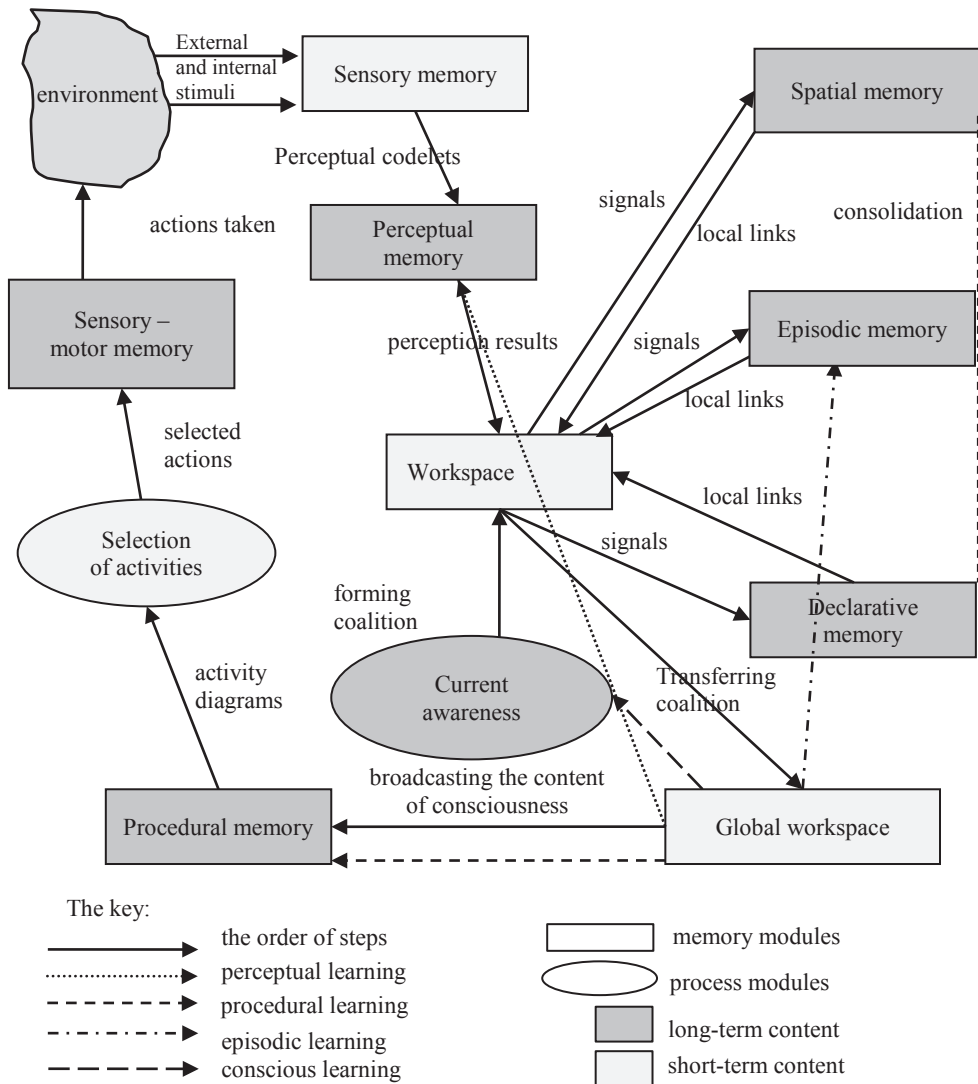 environment
External
and internal
stimuli
Sensory memory
Spatial memory
Perceptual codelets
signals
consolidation
actions taken
Perceptual
memory
local links
Sensory –
motor memory
perception results
signals
Episodic memory
local links
selected
actions
Workspace
local links
Selection
of activities
signals
forming
coalition
Declarative
memory
activity
diagrams
Current
awareness
Transferring
coalition
broadcasting the content
of consciousness
Procedural memory
Global workspace
The key:
the order of steps
perceptual learning
procedural learning
episodic learning
conscious learning
memory modules
process modules
long-term content
short-term content